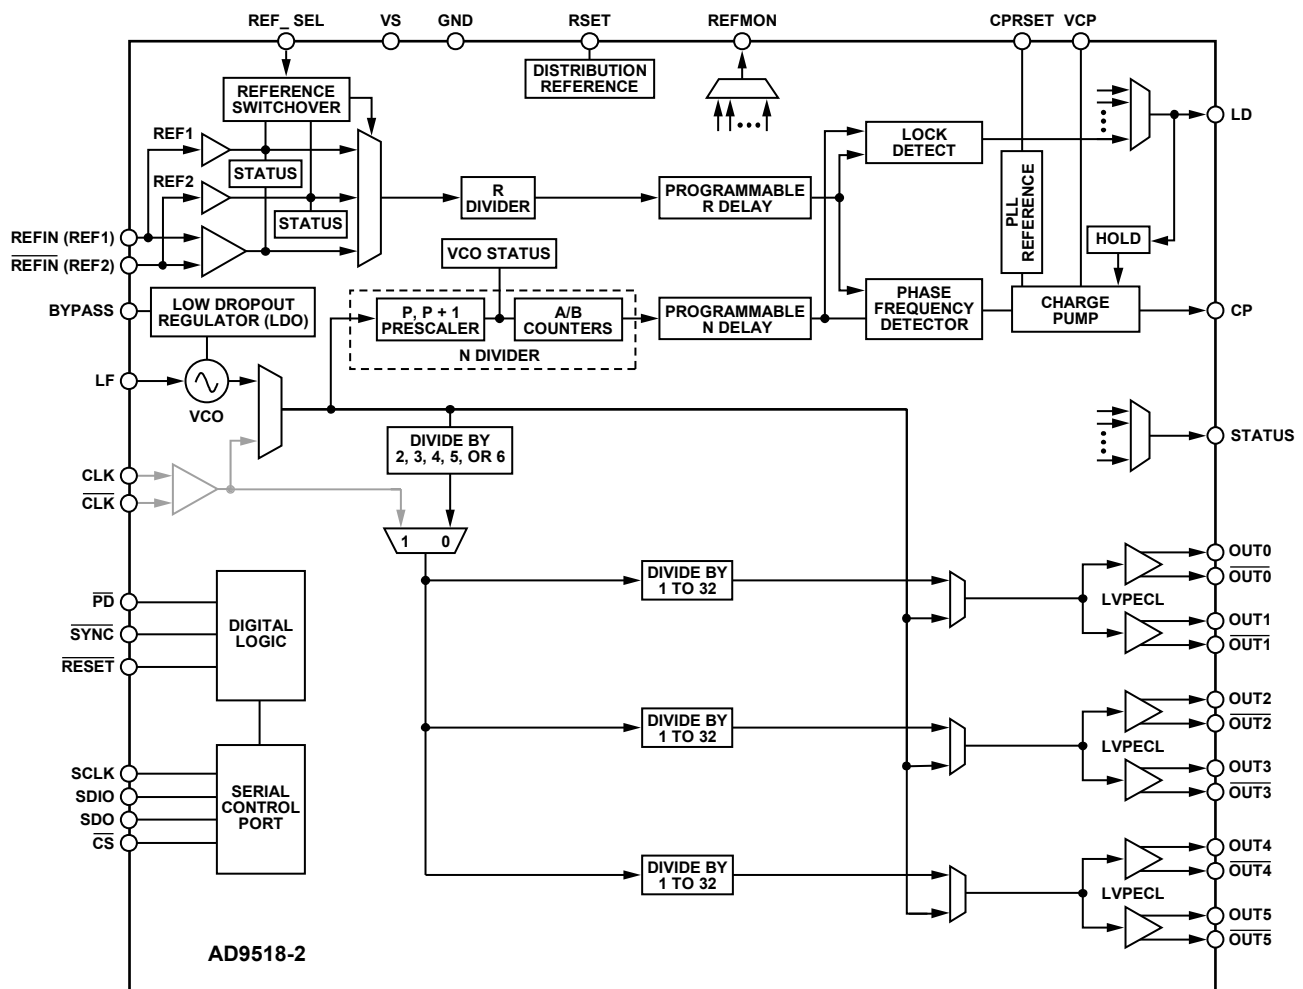 REF_ SEL
VS
GND
RSET
REFMON
CPRSET
VCP
DISTRIBUTION
REFERENCE
REFERENCE
SWITCHOVER
REF1
STATUS
REF2
STATUS
REFIN (REF1)
REFIN (REF2)
R
DIVIDER
PROGRAMMABLE
R DELAY
LOCK
DETECT
LD
PLL
REFERENCE
HOLD
VCO STATUS
BYPASS
LOW DROPOUT
REGULATOR (LDO)
P, P + 1
PRESCALER
A/B
COUNTERS
N DIVIDER
PROGRAMMABLE
N DELAY
PHASE
FREQUENCY
DETECTOR
CHARGE
PUMP
CP
LF
VCO
DIVIDE BY
2, 3, 4, 5, OR 6
STATUS
CLK
CLK
1
0
PD
SYNC
RESET
DIGITAL
LOGIC
DIVIDE BY
1 TO 32
LVPECL
OUT0
OUT0
OUT1
OUT1
DIVIDE BY
1 TO 32
LVPECL
OUT2
OUT2
OUT3
OUT3
SCLK
SDIO
SDO
CS
SERIAL
CONTROL
PORT
DIVIDE BY
1 TO 32
LVPECL
OUT4
OUT4
OUT5
OUT5
AD9518-2